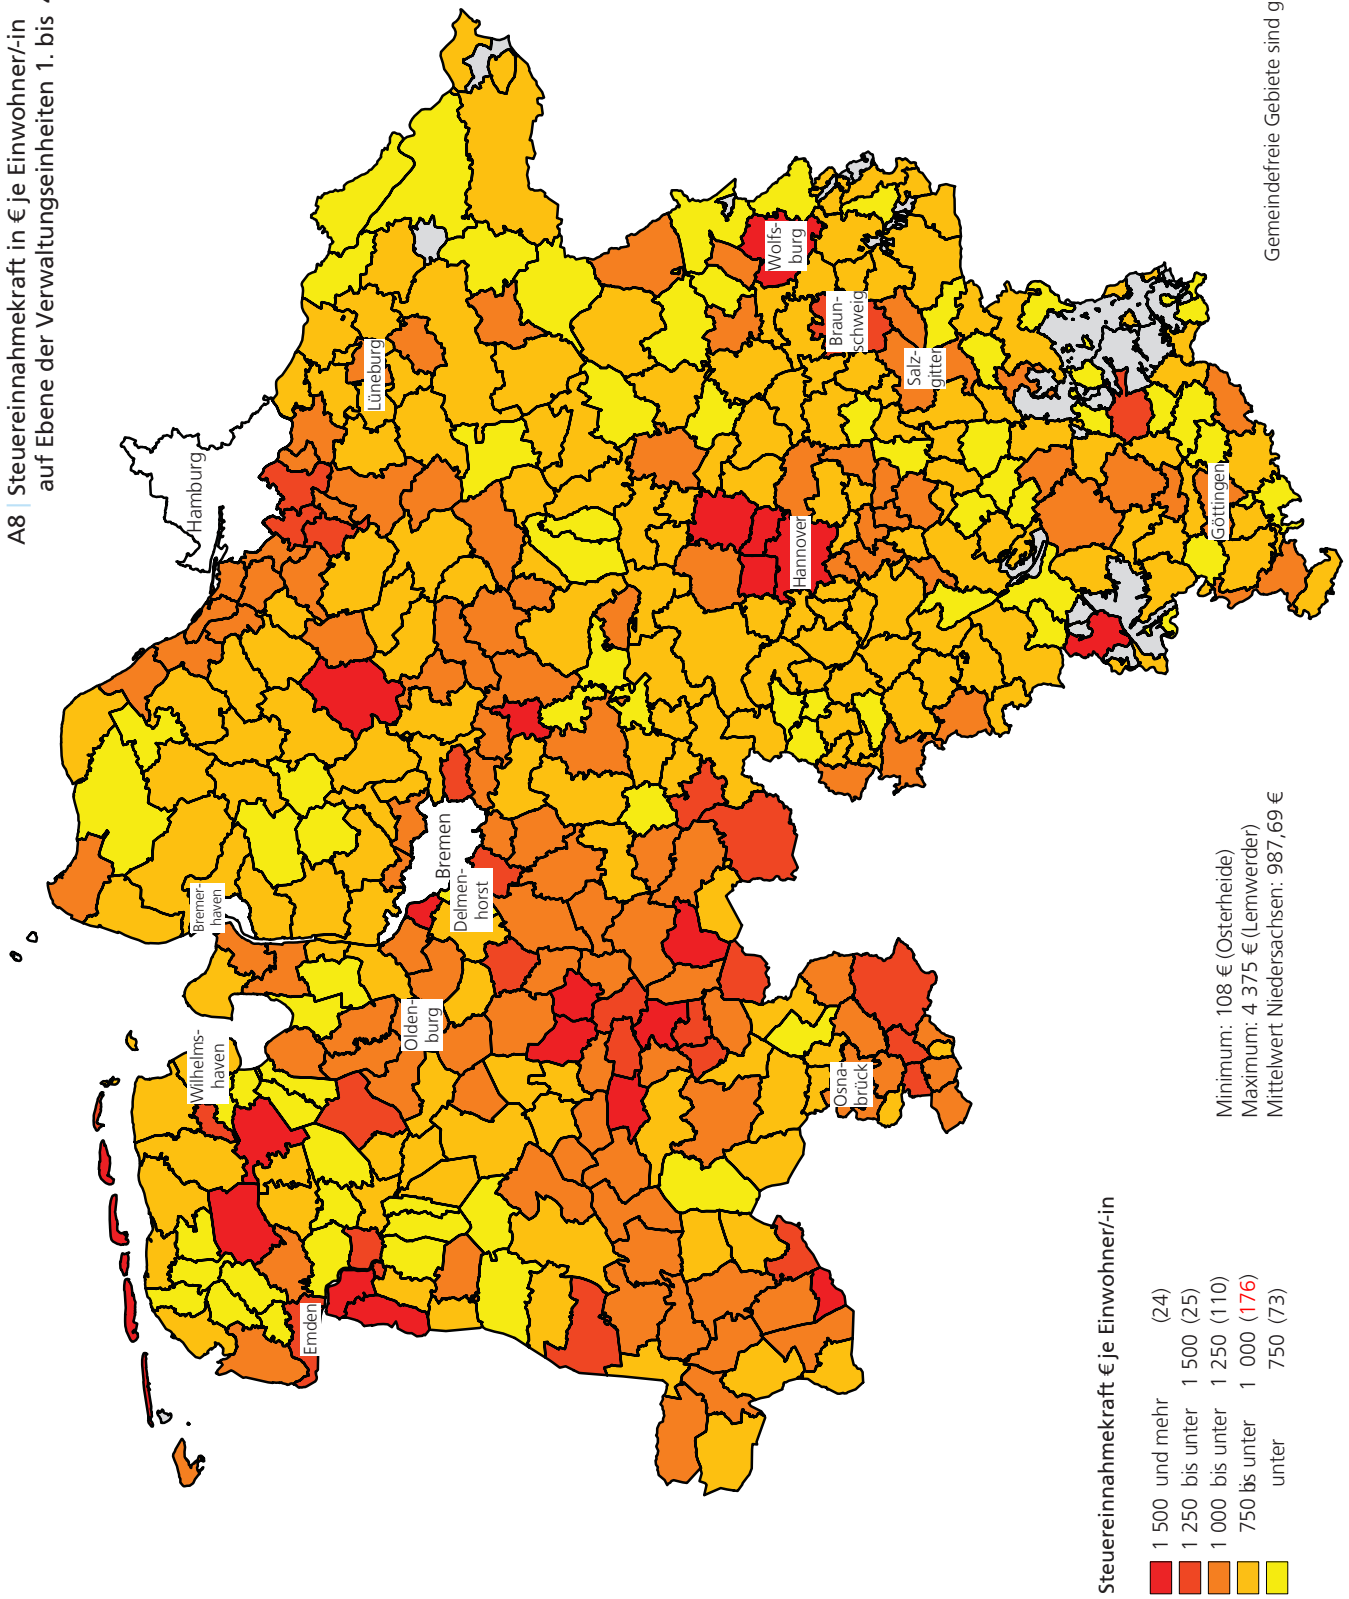 A8 | Steuereinnahmekraft in € je Einwohner/-in
auf Ebene der Verwaltungseinheiten 1. bis
Hamburg
Lüneburg
Bremer-
haven
Wilhelms-
haven
Emden
Bremen
Delmen-
horst
Olden-
burg
Wolfs-
burg
Braun-
schweig
Salz-
gitter
Hannover
Osna-
brück
Göttingen
Gemeindefreie Gebiete sind g
Minimum: 108 € (Osterheide)
Maximum: 4 375 € (Lemwerder)
Mittelwert Niedersachsen: 987,69 €
Steuereinnahmekraft € je Einwohner/-in
1 500 und mehr (24)
1 250 bis unter 1 500 (25)
1 000 bis unter 1 250 (110)
750 bis unter 1 000 (176)
unter 750 (73)